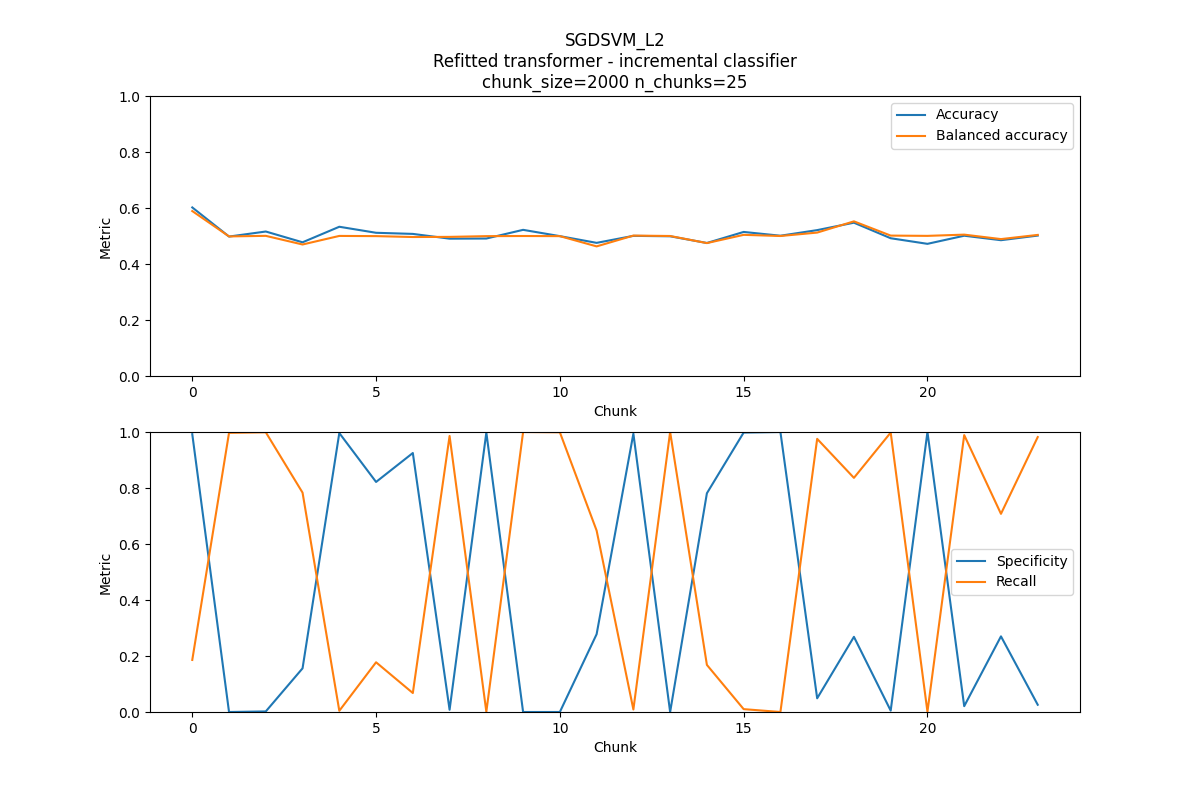 SGDSVM_L2
Refitted transformer - incremental classifier
chunk_size=2000 n_chunks=25
1.0
0.8
0.6
0.4
0.2
0.0
Metric
Accuracy
Balanced accuracy
0 5 10 15 20
Chunk
1.0
0.8
0.6
0.4
0.2
0.0
Metric
Specificity
Recall
0 5 10 15 20
Chunk